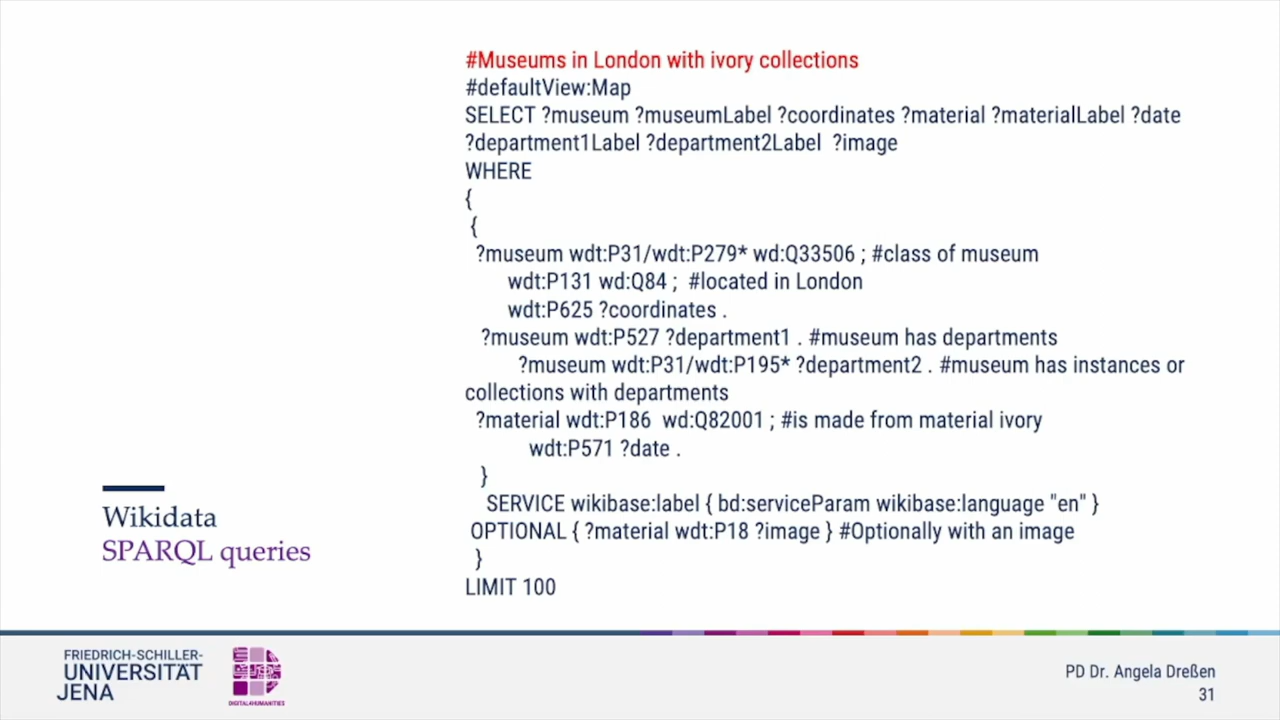 #Museums in London with ivory collections
#defaultView:Map
SELECT ?museum ?museumLabel ?coordinates ?material ?materialLabel ?date
?department1Label ?department2Label ?image
WHERE
{
{
?museum wdt:P31/wdt:P279* wd:Q33506 ; #class of museum
wdt:P131 wd:Q84 ; #located in London
wdt:P625 ?coordinates .
?museum wdt:P527 ?department1 . #museum has departments
?museum wdt:P31/wdt:P195* ?department2 . #museum has instances or
collections with departments
?material wdt:P186 wd:Q82001 ; #is made from material ivory
wdt:P571 ?date .
}
SERVICE wikibase:label { bd:serviceParam wikibase:language "en" }
OPTIONAL { ?material wdt:P18 ?image } #Optionally with an image
}
LIMIT 100
Wikidata
SPARQL queries
FRIEDRICH-SCHILLER-
UNIVERSITÄT
JENA
DIGITAL4HUMANITIES
PD Dr. Angela Dreßen
31